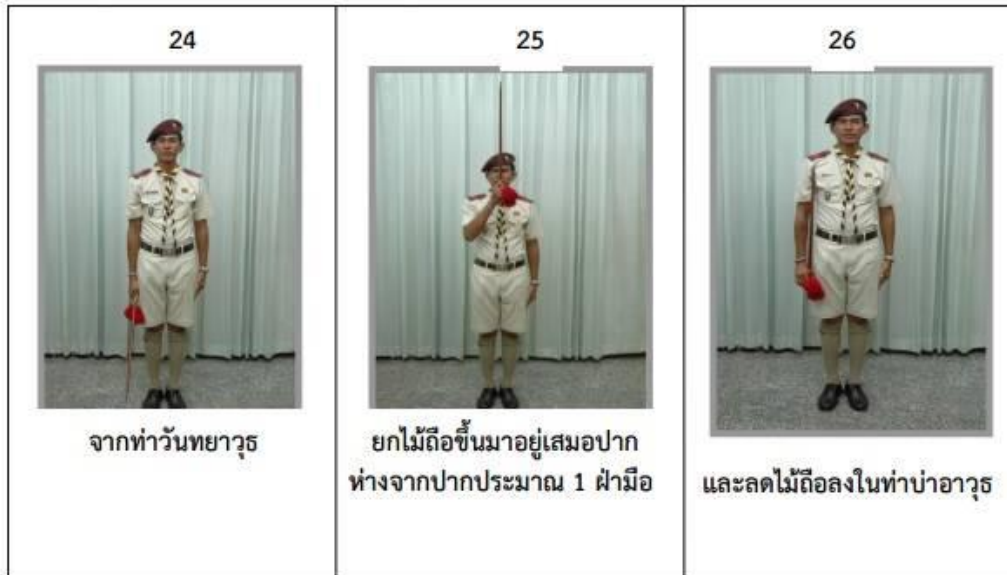 24
จากท่าวันทยาวุธ
25
ยกไม้ถือขึ้นมาอยู่เสมอปาก
ห่างจากปากประมาณ 1 ฝ่ามือ
26
และลดไม้ถือลงในท่าบ่าอาวุธ